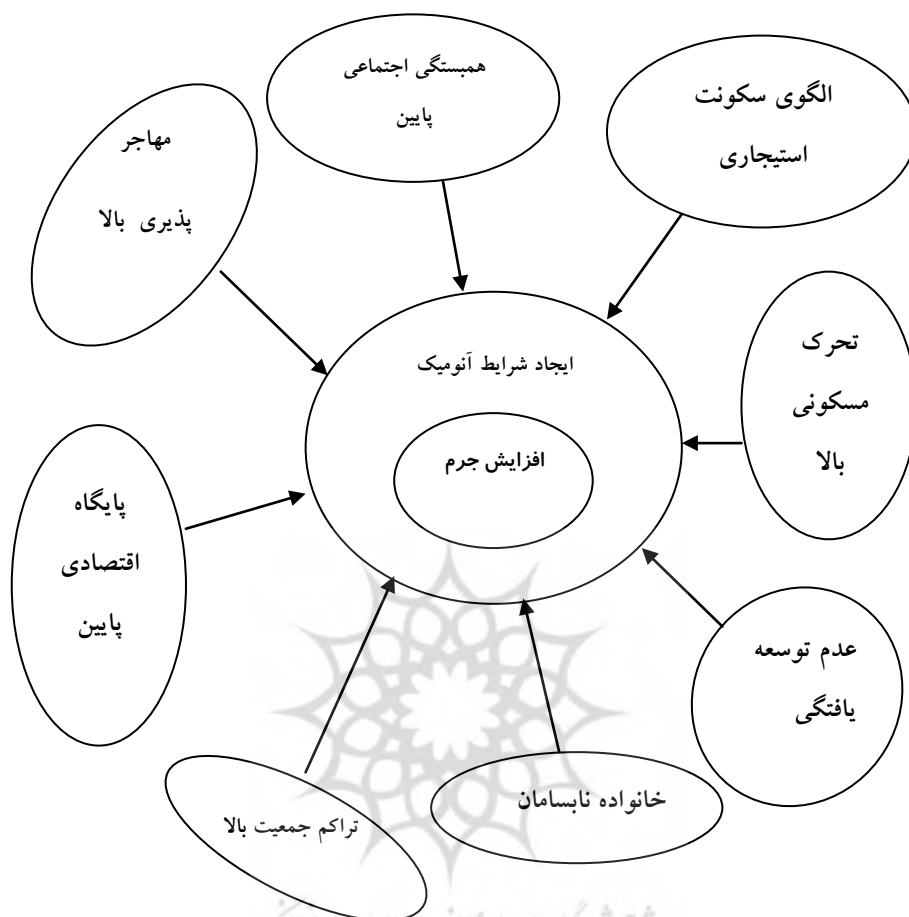 همبستگی اجتماعی
پایین
الگوی سکونت
استیجاری
مهاجر
پذیری بالا
تحرک
مسکونی
بالا
ایجاد شرایط آنومیک
افزایش جرم
پایگاه
اقتصادی
پایین
عدم توسعه
یافتگی
خانواده نابسامان
تراکم جمعیت بالا